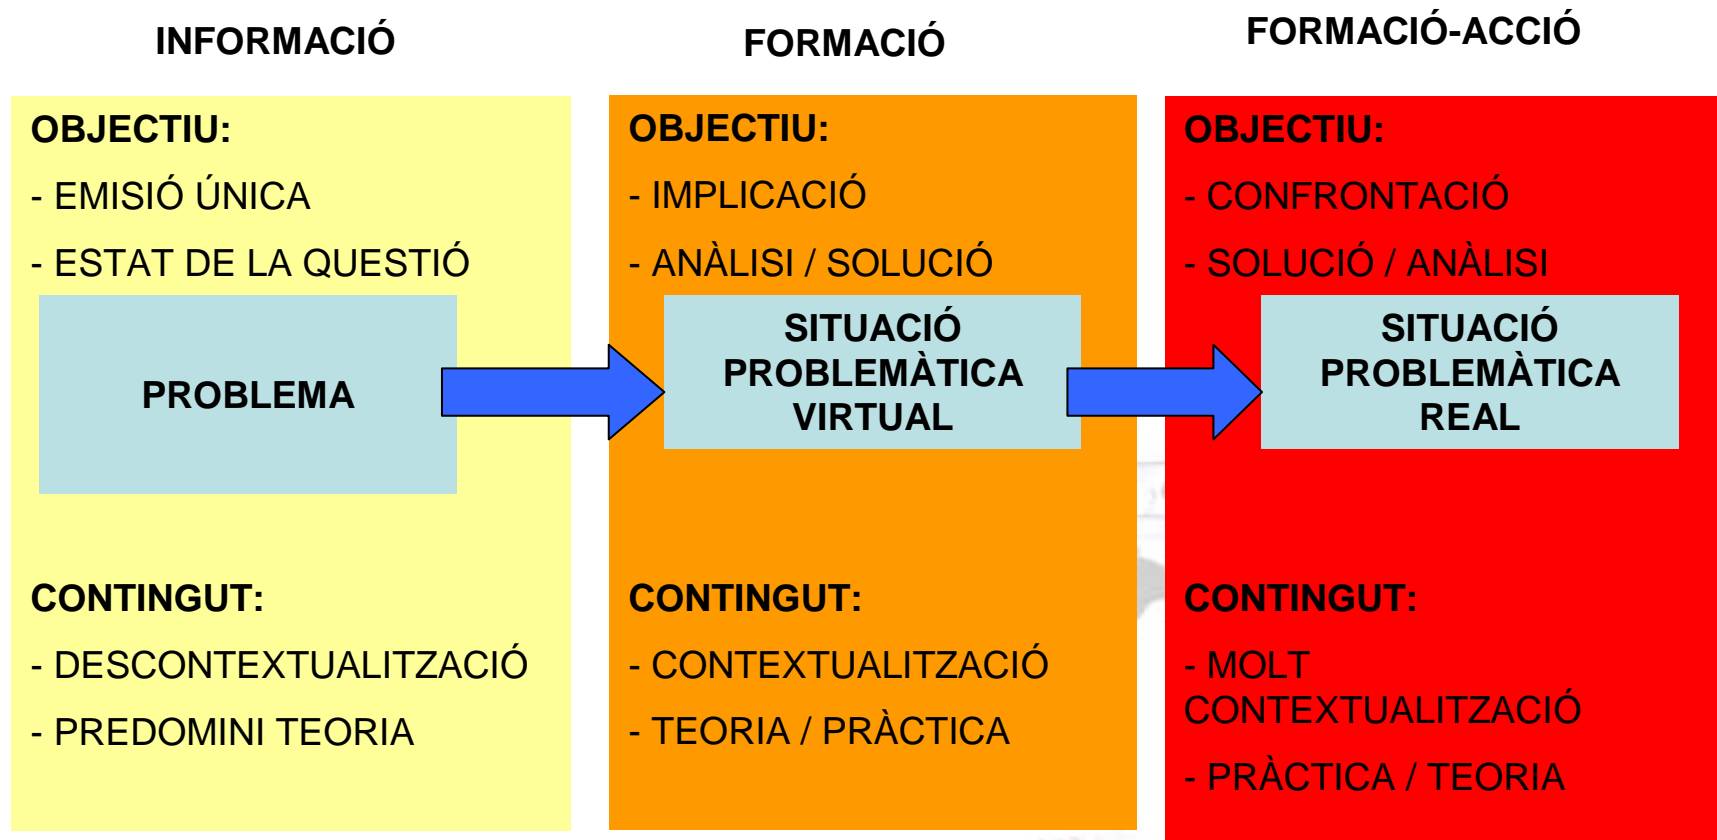 INFORMACIÓ
OBJECTIU:
- EMISIÓ ÚNICA
- ESTAT DE LA QUESTIÓ
PROBLEMA
CONTINGUT:
- DESCONTEXTUALITZACIÓ
- PREDOMINI TEORIA
FORMACIÓ
OBJECTIU:
- IMPLICACIÓ
- ANÀLISI / SOLUCIÓ
SITUACIÓ
PROBLEMÀTICA
VIRTUAL
CONTINGUT:
- CONTEXTUALITZACIÓ
- TEORIA / PRÀCTICA
FORMACIÓ-ACCIÓ
OBJECTIU:
- CONFRONTACIÓ
- SOLUCIÓ / ANÀLISI
SITUACIÓ
PROBLEMÀTICA
REAL
CONTINGUT:
- MOLT
CONTEXTUALITZACIÓ
- PRÀCTICA / TEORIA